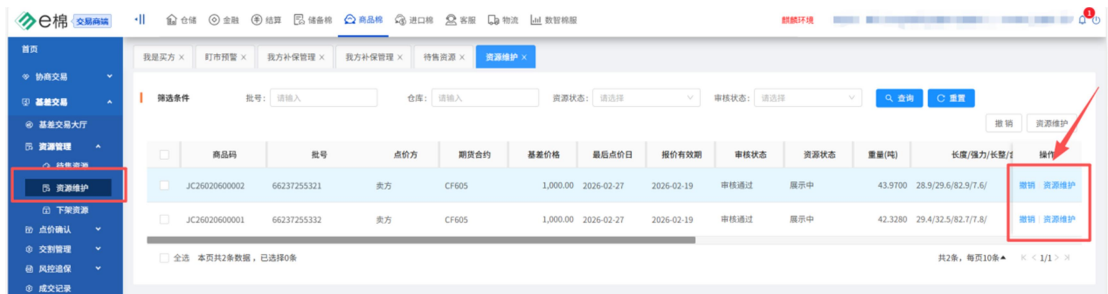 e棉 交易商端
仓储 金融 结算 储备棉 商品棉 进口棉 客服 物流 数智棉服 麒麟环境 1
首页
协商交易
基差交易
基差交易大厅
资源管理
待售资源
资源维护
下架资源
点价确认
交割管理
风控追保
成交记录
我是买方 × 盯市预警 × 我方补保管理 × 我方补保管理 × 待售资源 × 资源维护 ×
筛选条件 批号: 请输入 仓库: 请输入 资源状态: 请选择 审核状态: 请选择 查询 重置
撤销 资源维护
商品码 批号 点价方 期货合约 基差价格 最后点价日 报价有效期 审核状态 资源状态 重量(吨) 长度/强力/长整/ 操作
JC26020600002 66237255321 卖方 CF605 1,000.00 2026-02-27 2026-02-19 审核通过 展示中 43.9700 28.9/29.6/82.9/7.6/ 撤销 资源维护
JC26020600001 66237255332 卖方 CF605 1,000.00 2026-02-27 2026-02-19 审核通过 展示中 42.3280 29.4/32.5/82.7/7.8/ 撤销 资源维护
全选 本页共2条数据，已选择0条 共2条，每页10条 1/1